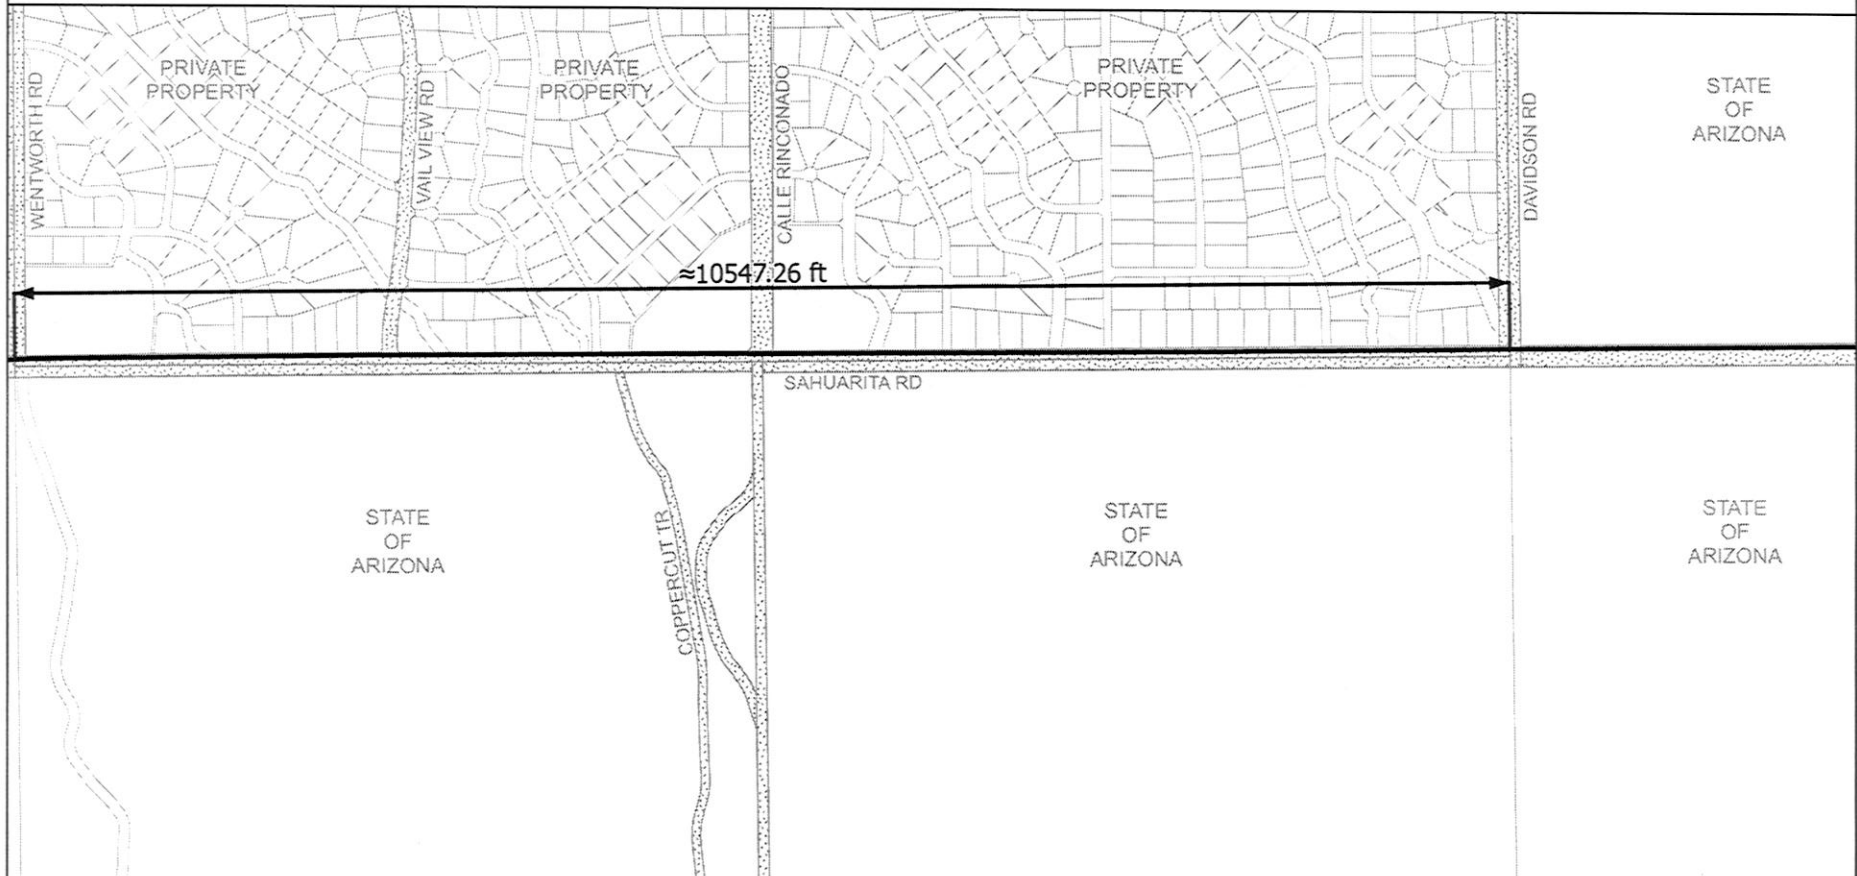 PRIVATE
PROPERTY
PRIVATE
PROPERTY
PRIVATE
PROPERTY
STATE
OF
ARIZONA
WENTWORTH RD
VAIL VIEW RD
CALLE RINCONADO
DAVIDSON RD
≈10547.26 ft
SAHUARITA RD
STATE
OF
ARIZONA
COPPERCUT TR
STATE
OF
ARIZONA
STATE
OF
ARIZONA